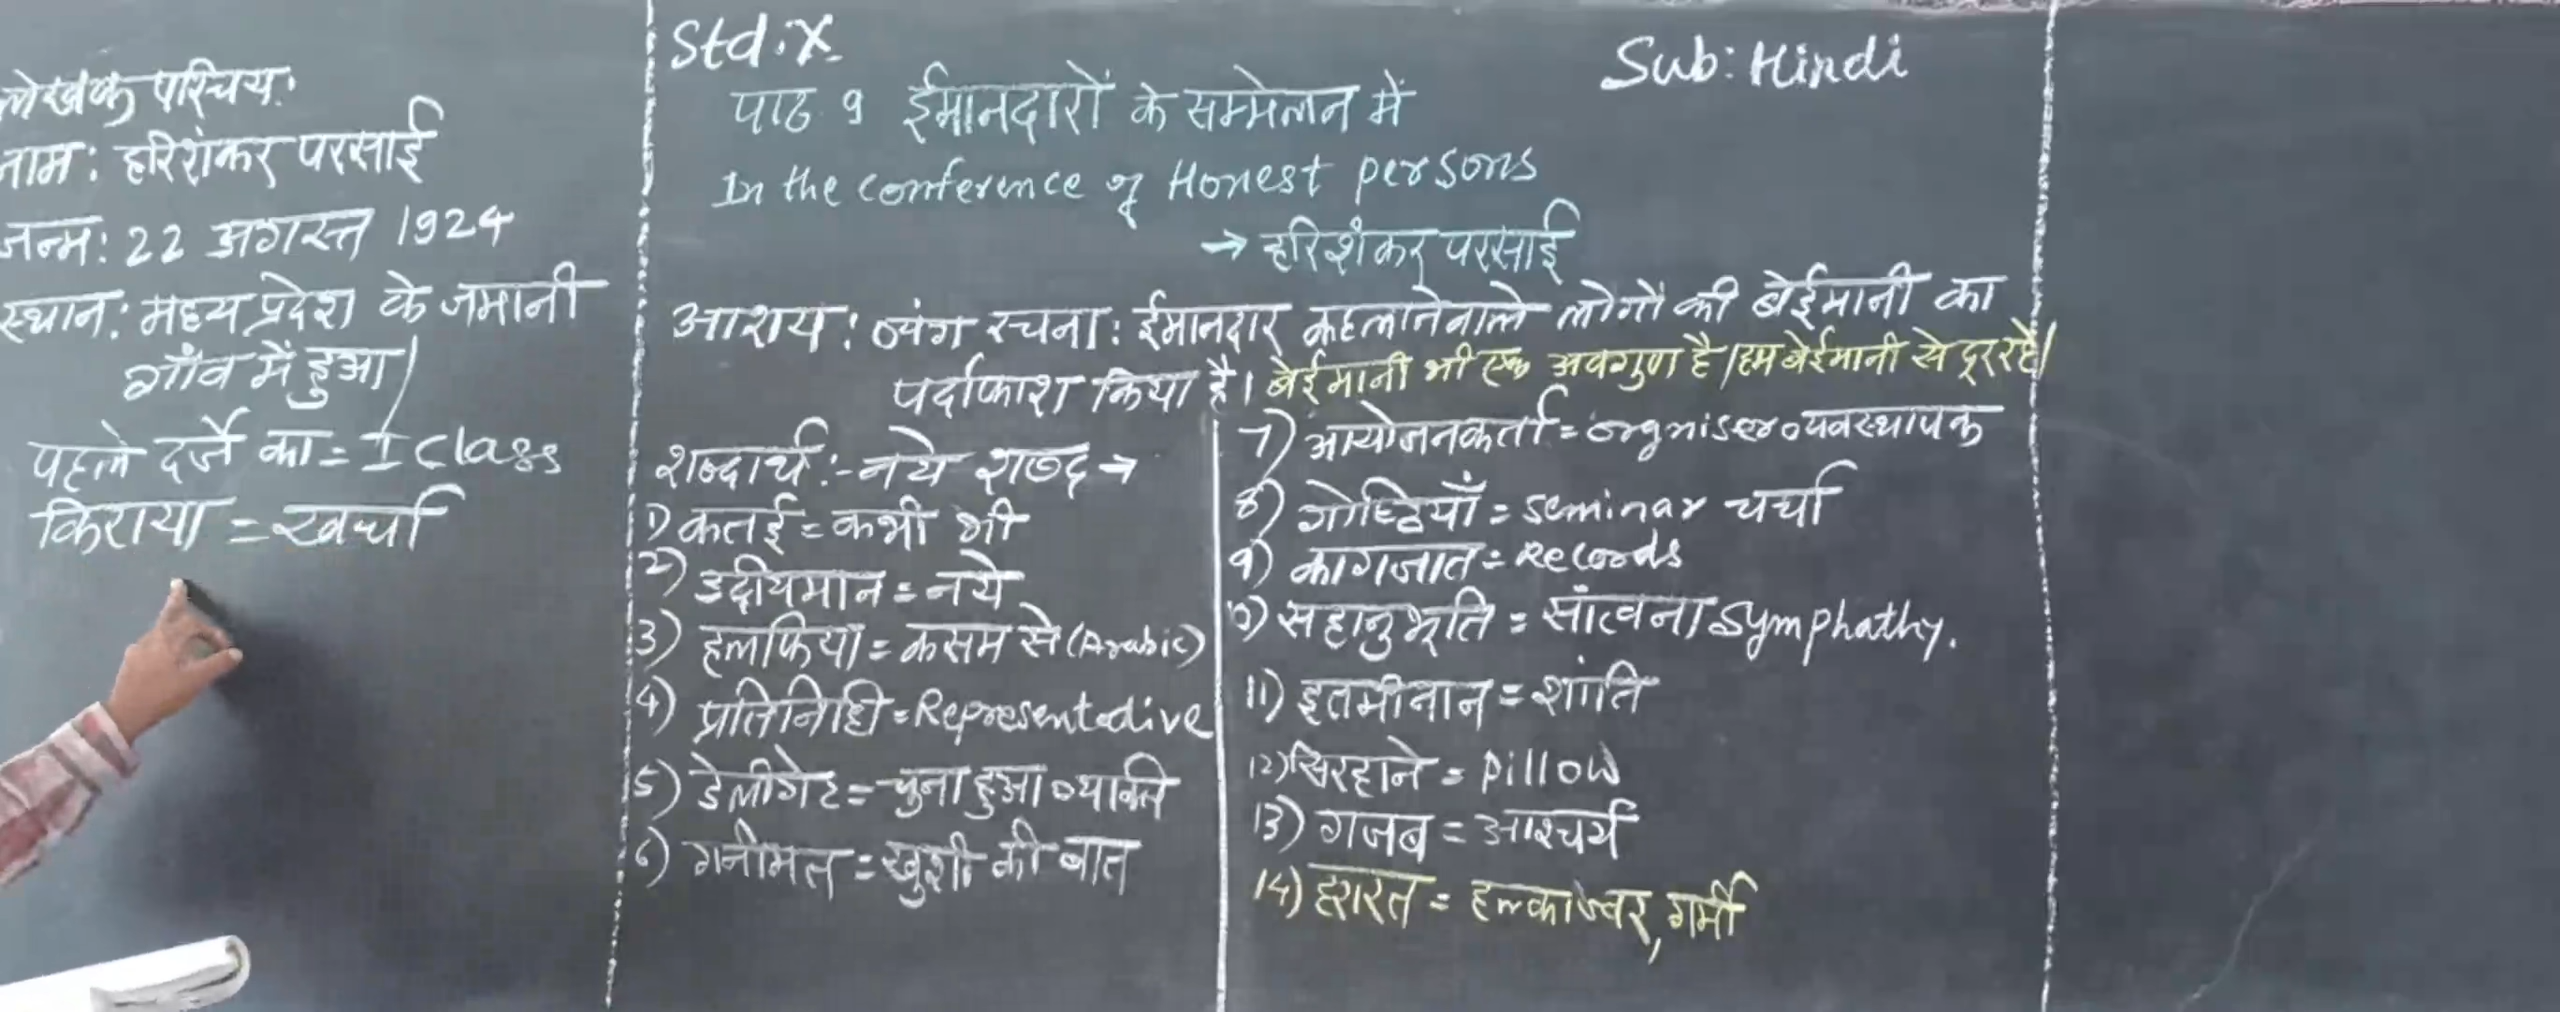 लेखक परिचय:
नाम: हरिशंकर परसाई
जन्म: 22 अगस्त 1924
स्थान: मध्य प्रदेश के जमानी
गाँव में हुआ|
पहले दर्जे का = I Class
किराया = खर्चा
Std: X.
Sub: Hindi
पाठ 9 ईमानदारों के सम्मेलन में
In the conference of Honest persons
→ हरिशंकर परसाई
आशय: व्यंग रचना: ईमानदार कहलानेवाले लोगों की बेईमानी का
पर्दाफाश किया है। बेईमानी भी एक अवगुण है|हम बेईमानी से दूर रहें|
शब्दार्थ:- नये शब्द →
1) कतई = कभी भी
2) उदीयमान = नये
3) हलफिया = कसम से (Arabic)
4) प्रतिनिधि = Representedive
5) डेलीगेट = चुना हुआ व्यक्ति
6) गनीमत = खुशी की बात
7) आयोजनकर्ता = orgniser व्यवस्थापक
8) गोष्ठियाँ = seminar चर्चा
9) कागजात = Records
10) सहानुभूति = सांत्वना Symphathy.
11) इतमीनान = शांति
12) सिरहाने = pillow
13) गजब = आश्चर्य
14) हरारत = हल्का ज्वर, गर्मी